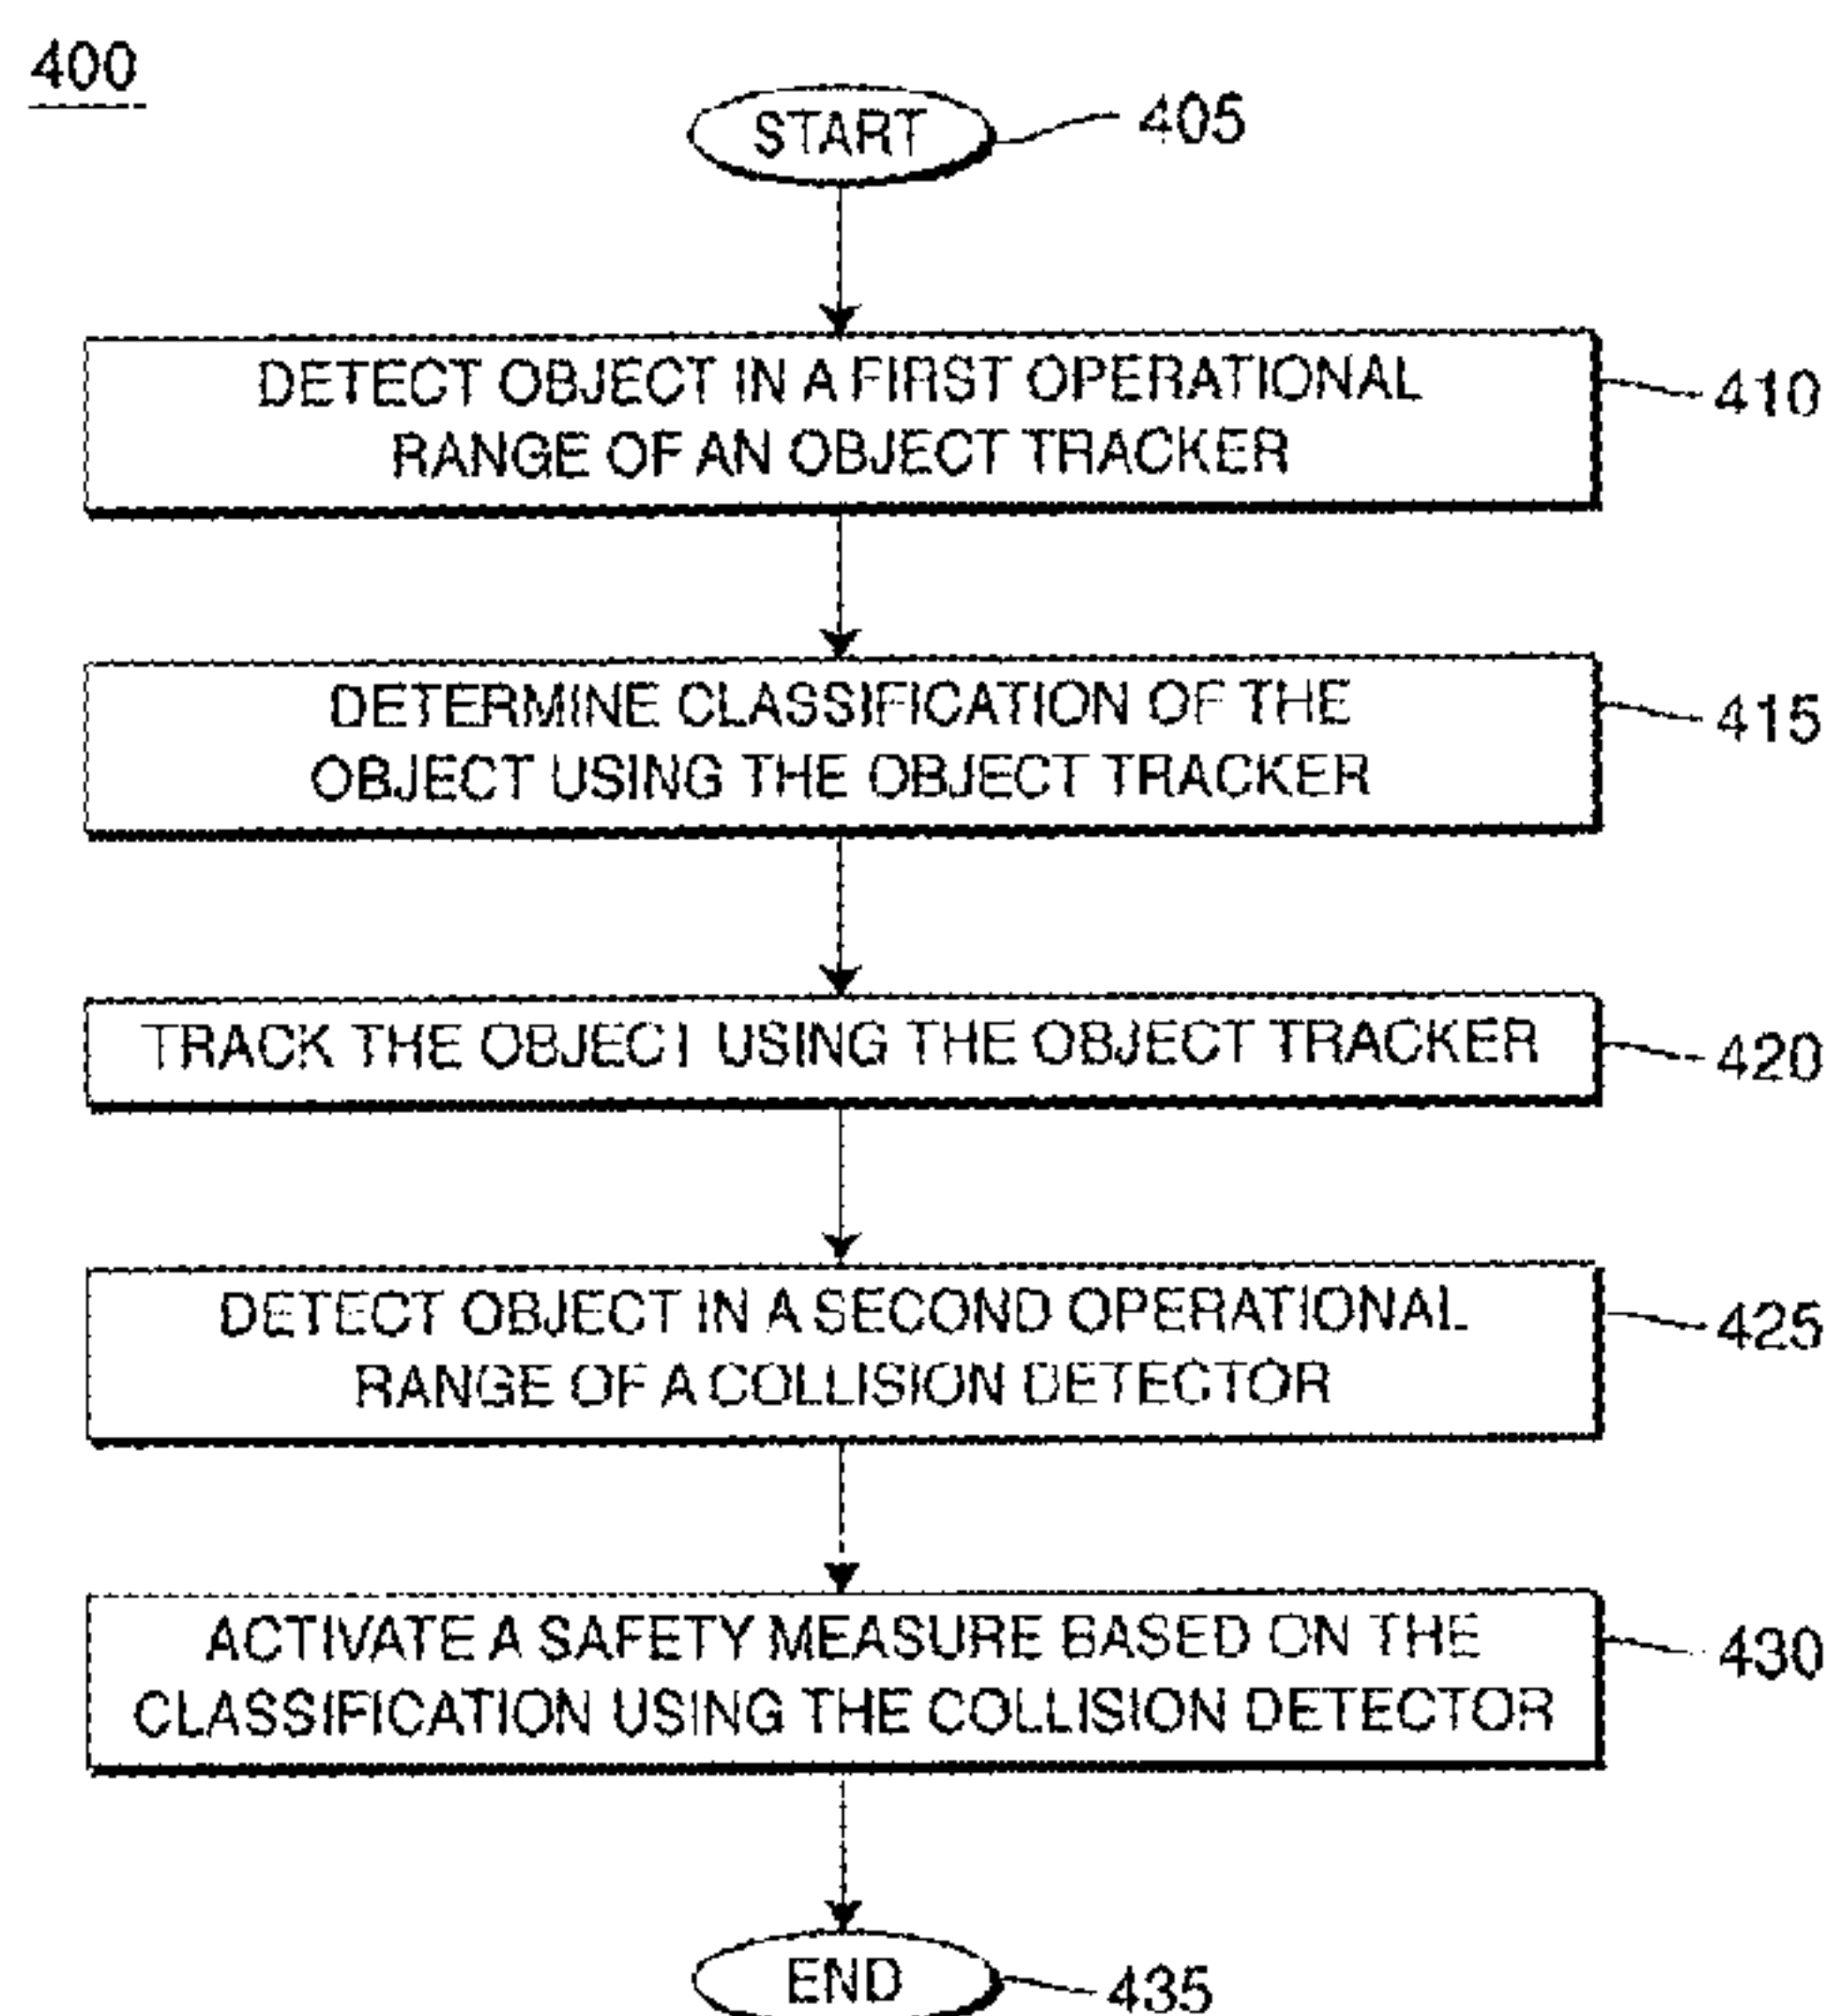 400
START
405
DETECT OBJECT IN A FIRST OPERATIONAL
RANGE OF AN OBJECT TRACKER
410
DETERMINE CLASSIFICATION OF THE
OBJECT USING THE OBJECT TRACKER
415
TRACK THE OBJECT USING THE OBJECT TRACKER
420
DETECT OBJECT IN A SECOND OPERATIONAL
RANGE OF A COLLISION DETECTOR
425
ACTIVATE A SAFETY MEASURE BASED ON THE
CLASSIFICATION USING THE COLLISION DETECTOR
430
END
435